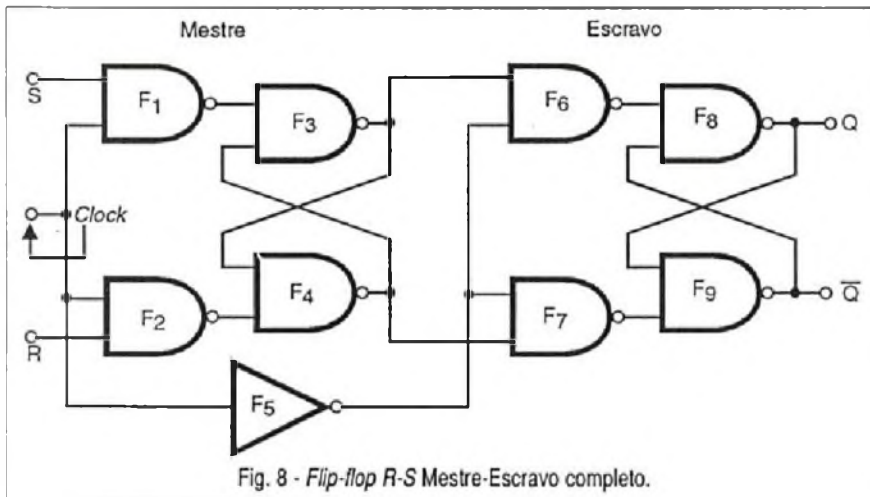 Mestre
Escravo
S
F1
F3
F6
F8
Q
Clock
F2
F4
F7
F9
Q̅
R
F5
Fig. 8 - Flip-flop R-S Mestre-Escravo completo.